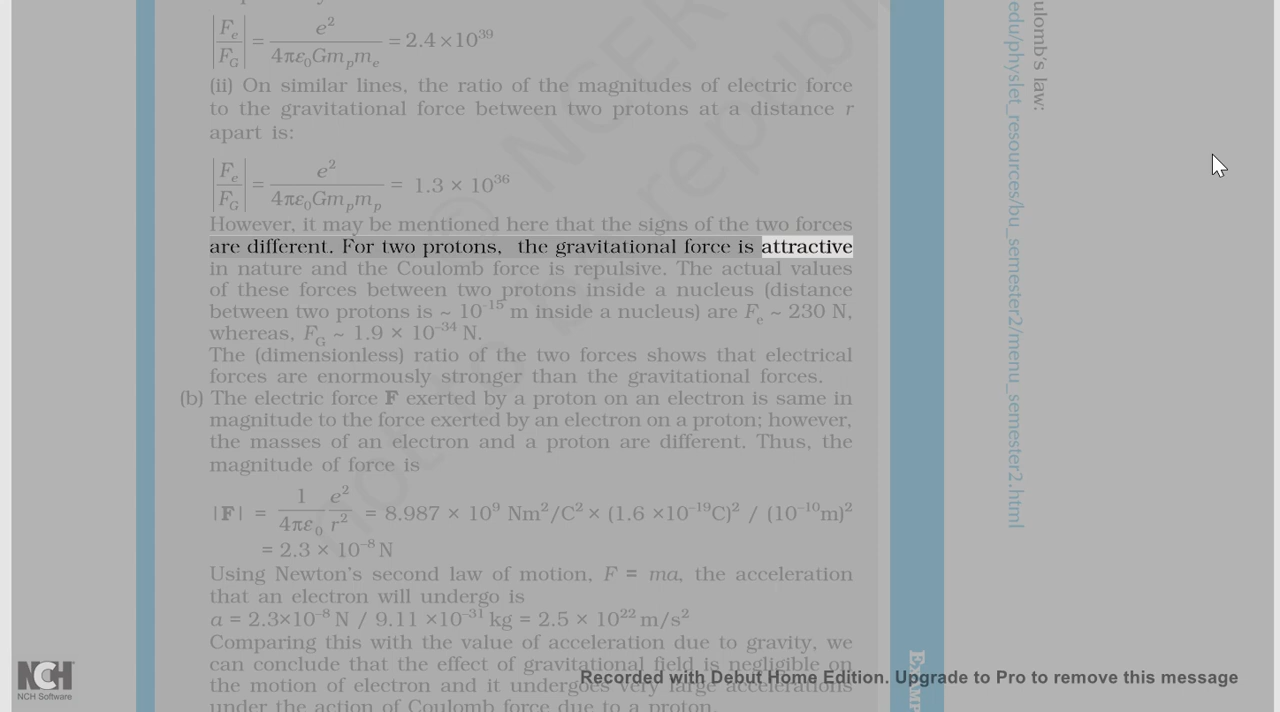 |Fe/FG| = e²/4πε₀Gmₚmₑ = 2.4×10³⁹
(ii) On similar lines, the ratio of the magnitudes of electric force
to the gravitational force between two protons at a distance r
apart is:
|Fe/FG| = e²/4πε₀Gmₚmₚ = 1.3 × 10³⁶
However, it may be mentioned here that the signs of the two forces
are different. For two protons, the gravitational force is attractive
in nature and the Coulomb force is repulsive. The actual values
of these forces between two protons inside a nucleus (distance
between two protons is ~ 10⁻¹⁵ m inside a nucleus) are Fe ~ 230 N,
whereas, FG ~ 1.9 × 10⁻³⁴ N.
The (dimensionless) ratio of the two forces shows that electrical
forces are enormously stronger than the gravitational forces.
(b) The electric force F exerted by a proton on an electron is same in
magnitude to the force exerted by an electron on a proton; however,
the masses of an electron and a proton are different. Thus, the
magnitude of force is
|F| = 1/4πε₀ e²/r² = 8.987 × 10⁹ Nm²/C² × (1.6 ×10⁻¹⁹C)² / (10⁻¹⁰m)²
= 2.3 × 10⁻⁸ N
Using Newton's second law of motion, F = ma, the acceleration
that an electron will undergo is
a = 2.3×10⁻⁸ N / 9.11 ×10⁻³¹ kg = 2.5 × 10²² m/s²
Comparing this with the value of acceleration due to gravity, we
can conclude that the effect of gravitational field is negligible on
the motion of electron and it undergoes very large accelerations
under the action of Coulomb force due to a proton.
ulomb's law:
edu/physlet_resources/bu_semester2/menu_semester2.html
NCH
NCH Software
Recorded with Debut Home Edition. Upgrade to Pro to remove this message